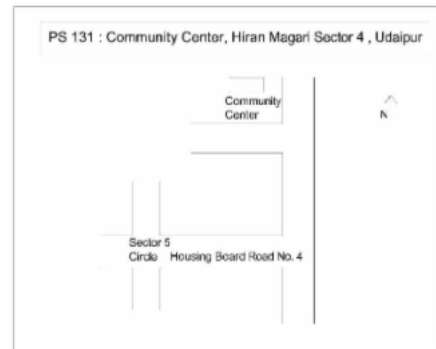 PS 131 : Community Center, Hiran Magari Sector 4 , Udaipur
Community
Center
N
Sector 5
Circle
Housing Board Road No. 4